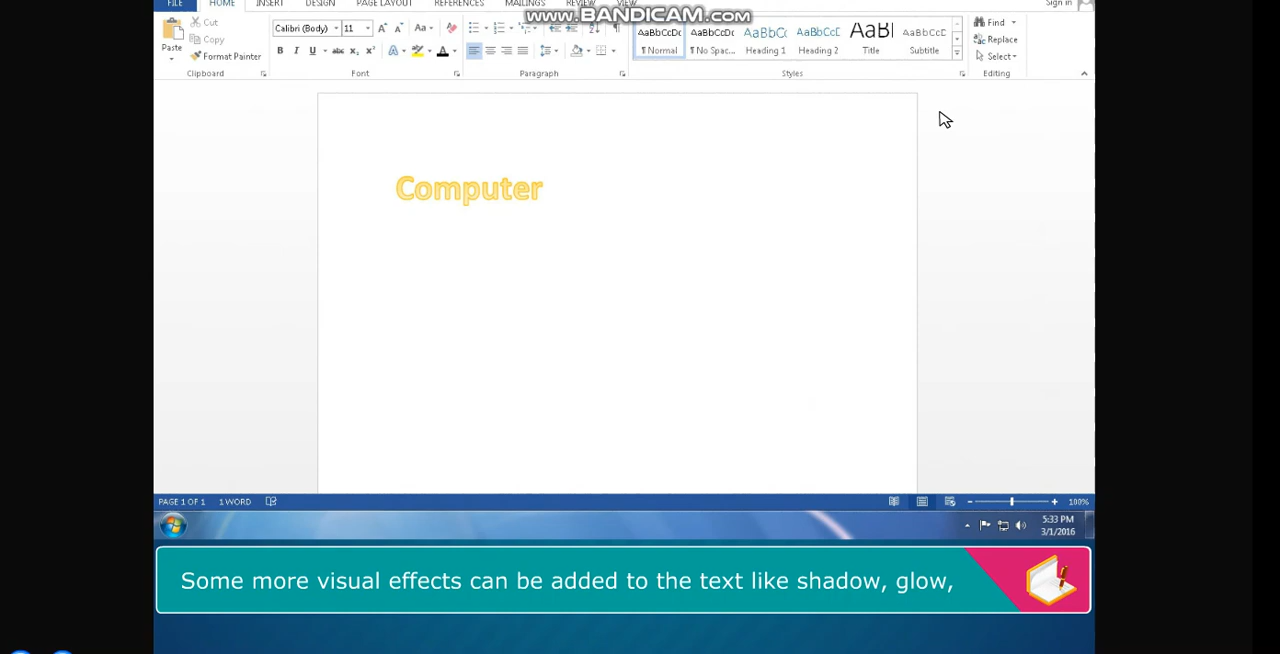 FILE HOME INSERT DESIGN PAGE LAYOUT REFERENCES MAILINGS REVIEW VIEW Sign in
www.BANDICAM.com
Paste
Cut
Copy
Format Painter
Clipboard
Calibri (Body) 11
Font
Paragraph
AaBbCcDc AaBbCcDc AaBbCc AaBbCcD AaBI AaBbCcD
¶ Normal ¶ No Spac... Heading 1 Heading 2 Title Subtitle
Styles
Find
Replace
Select
Editing
Computer
PAGE 1 OF 1 1 WORD
100%
5:33 PM
3/1/2016
Some more visual effects can be added to the text like shadow, glow,